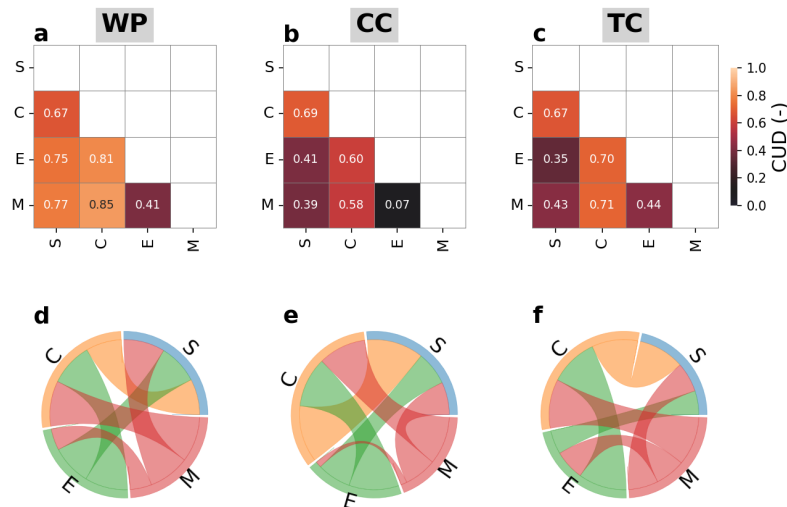 WP CC TC
a b c
S
C 0.67 0.69 0.67
E 0.75 0.81 0.41 0.60 0.35 0.70
M 0.77 0.85 0.41 0.39 0.58 0.07 0.43 0.71 0.44
S C E M S C E M S C E M
1.0
0.8
0.6
0.4
0.2
0.0
CUD (-)
d e f
C S C S C S
E M E M E M